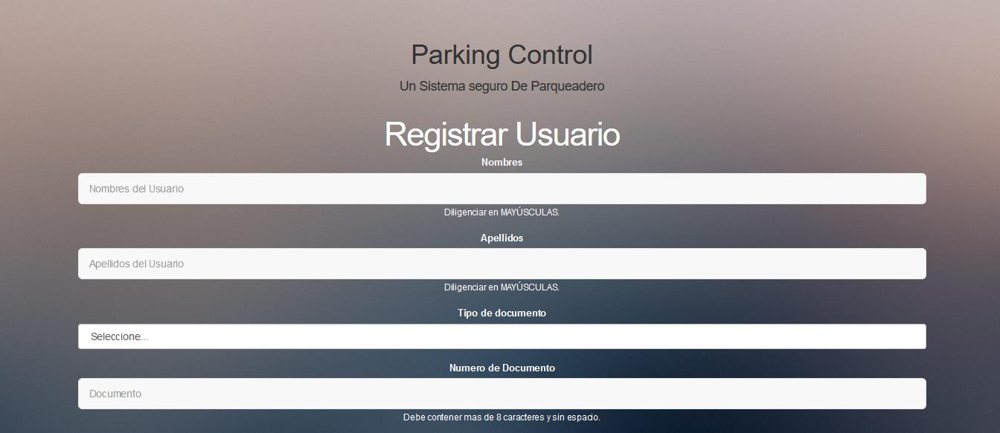 Parking Control
Un Sistema seguro De Parqueadero
Registrar Usuario
Nombres
Nombres del Usuario
Diligenciar en MAYÚSCULAS.
Apellidos
Apellidos del Usuario
Diligenciar en MAYÚSCULAS.
Tipo de documento
Seleccione...
Numero de Documento
Documento
Debe contener mas de 8 caracteres y sin espacio.